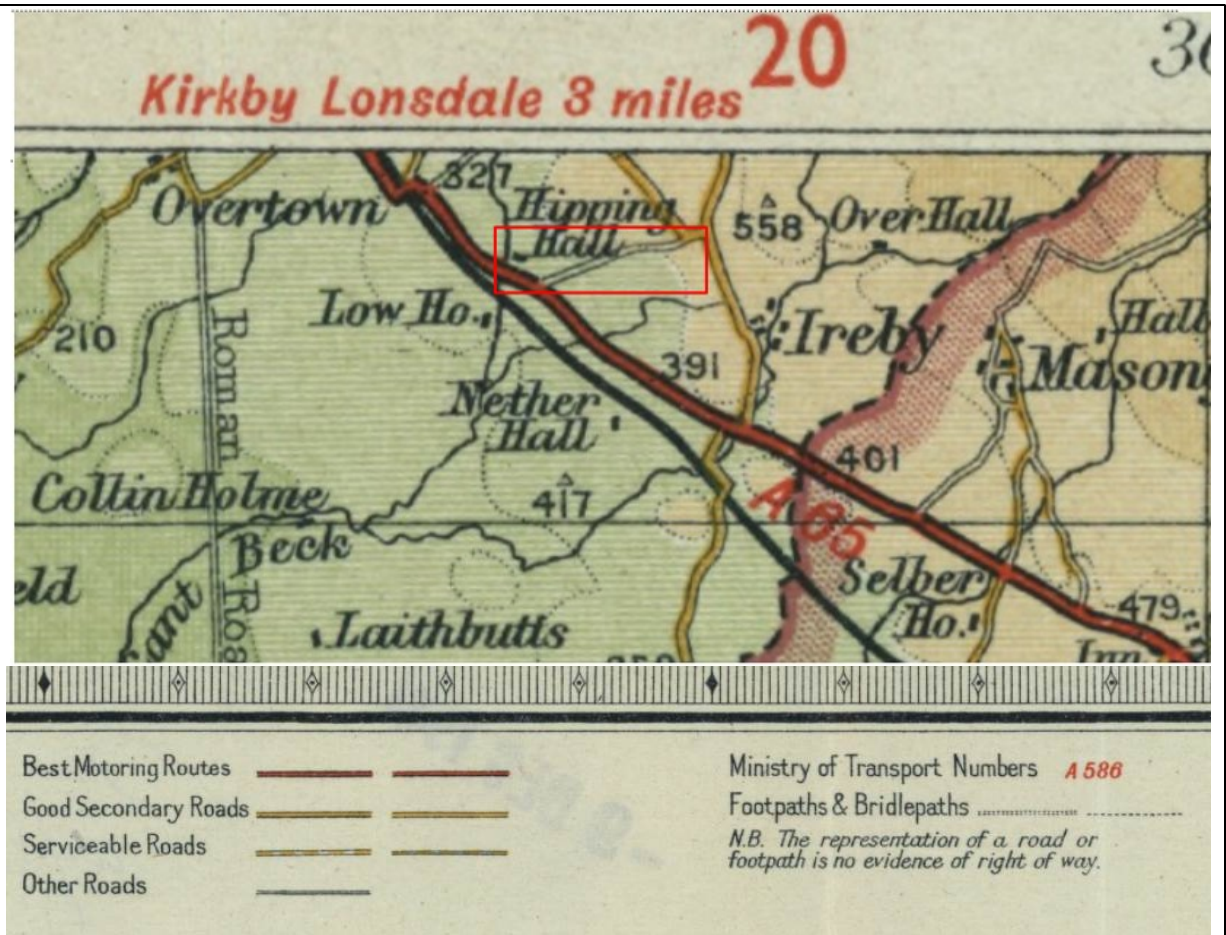 20
Kirkby Lonsdale 3 miles
327
Overtown
Hipping
Hall
558
Over Hall
Low Ho.
210
Roman
Ireby
Hall
391
Mason
Nether
Hall
401
Collin Holme
417
A 65
Beck
Selber
Ho.
479
Laithbutts
Inn
Best Motoring Routes
Good Secondary Roads
Serviceable Roads
Other Roads
Ministry of Transport Numbers A 586
Footpaths & Bridlepaths
N.B. The representation of a road or
footpath is no evidence of right of way.